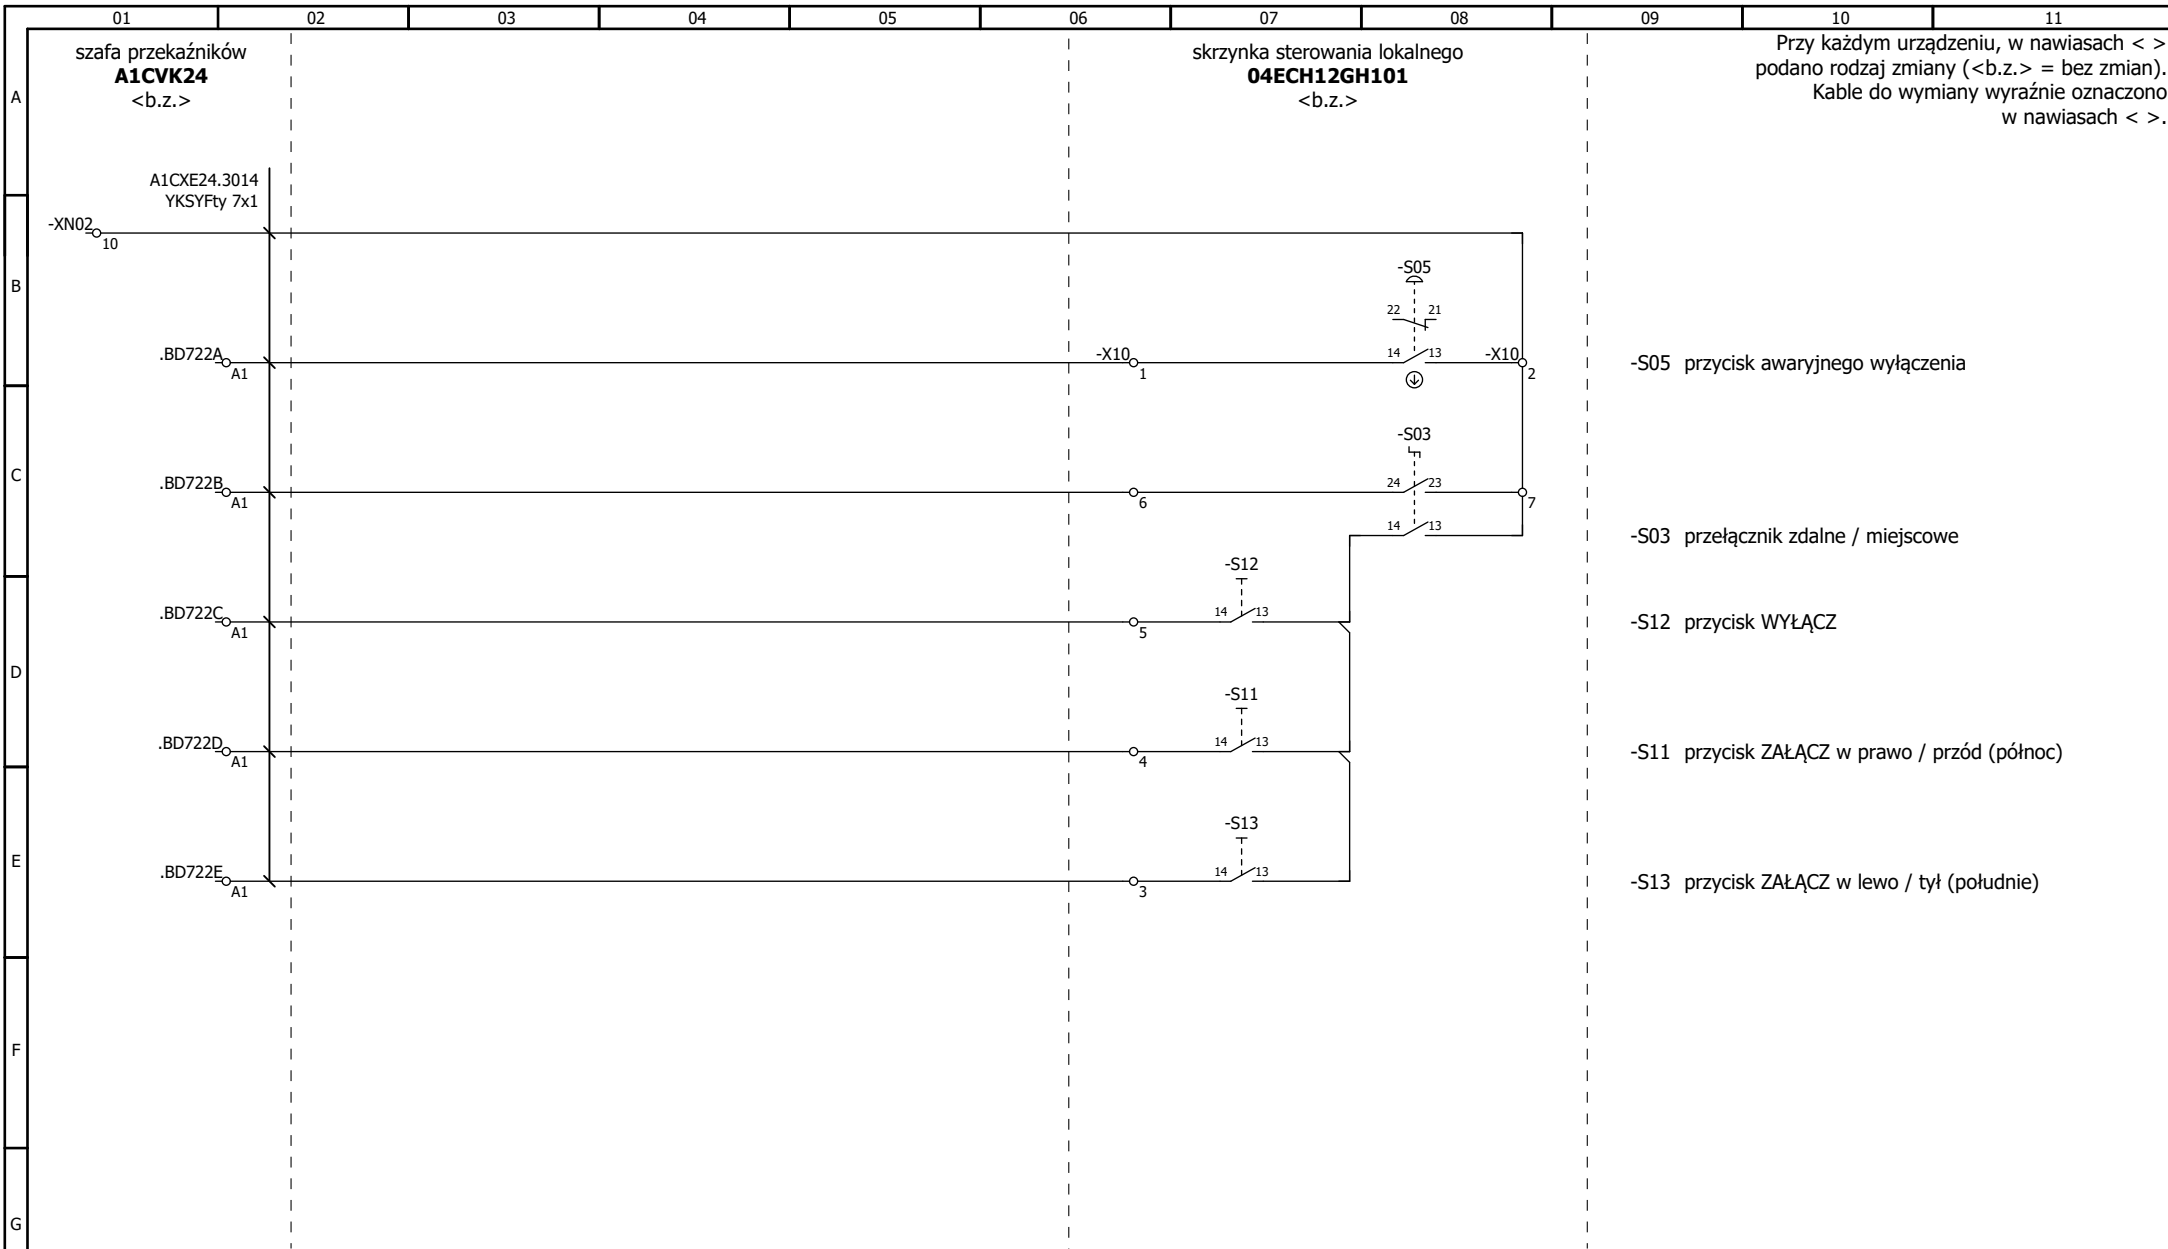 01 02 03 04 05 06 07 08 09 10 11
szafa przekaźników
A1CVK24
<b.z.>
skrzynka sterowania lokalnego
04ECH12GH101
<b.z.>
Przy każdym urządzeniu, w nawiasach < >
podano rodzaj zmiany (<b.z.> = bez zmian).
Kable do wymiany wyraźnie oznaczono
w nawiasach < >.
A
A1CXE24.3014
YKSYFty 7x1
-XN02
10
B
-S05
22 21
.BD722A
A1
-X10
1
14 13
-X10
2
-S05 przycisk awaryjnego wyłączenia
-S03
C
.BD722B
A1
6
24 23
7
14 13
-S03 przełącznik zdalne / miejscowe
-S12
.BD722C
A1
5
14 13
-S12 przycisk WYŁĄCZ
D
-S11
.BD722D
A1
4
14 13
-S11 przycisk ZAŁĄCZ w prawo / przód (północ)
-S13
E
.BD722E
A1
3
14 13
-S13 przycisk ZAŁĄCZ w lewo / tył (południe)
F
G